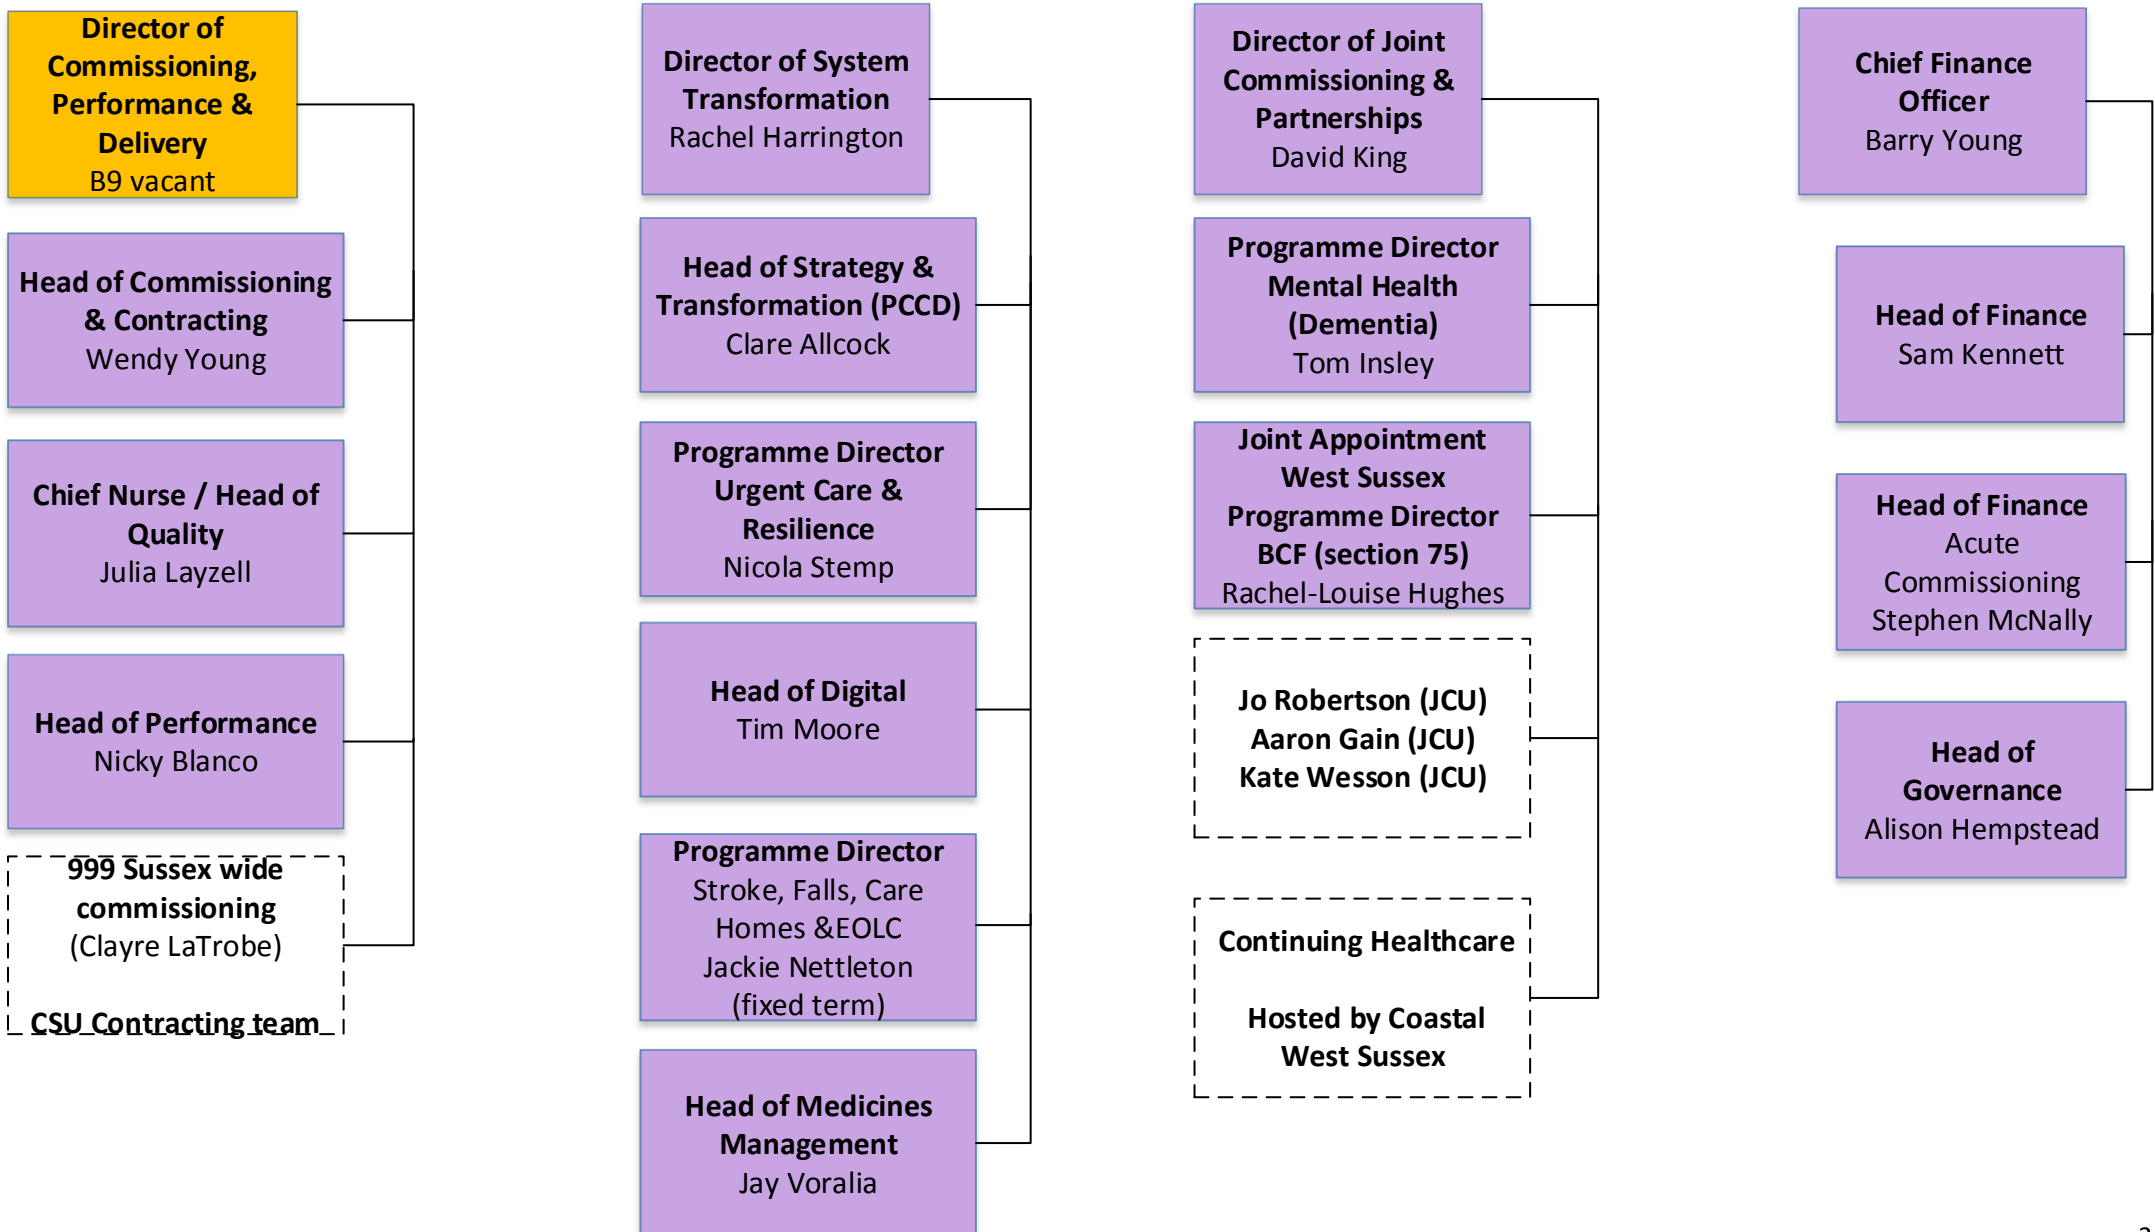 Director of
Commissioning,
Performance &
Delivery
B9 vacant
Head of Commissioning
& Contracting
Wendy Young
Chief Nurse / Head of
Quality
Julia Layzell
Head of Performance
Nicky Blanco
999 Sussex wide
commissioning
(Clayre LaTrobe)
CSU Contracting team
Director of System
Transformation
Rachel Harrington
Head of Strategy &
Transformation (PCCD)
Clare Allcock
Programme Director
Urgent Care &
Resilience
Nicola Stemp
Head of Digital
Tim Moore
Programme Director
Stroke, Falls, Care
Homes &EOLC
Jackie Nettleton
(fixed term)
Head of Medicines
Management
Jay Voralia
Director of Joint
Commissioning &
Partnerships
David King
Programme Director
Mental Health
(Dementia)
Tom Insley
Joint Appointment
West Sussex
Programme Director
BCF (section 75)
Rachel-Louise Hughes
Jo Robertson (JCU)
Aaron Gain (JCU)
Kate Wesson (JCU)
Continuing Healthcare
Hosted by Coastal
West Sussex
Chief Finance
Officer
Barry Young
Head of Finance
Sam Kennett
Head of Finance
Acute
Commissioning
Stephen McNally
Head of
Governance
Alison Hempstead